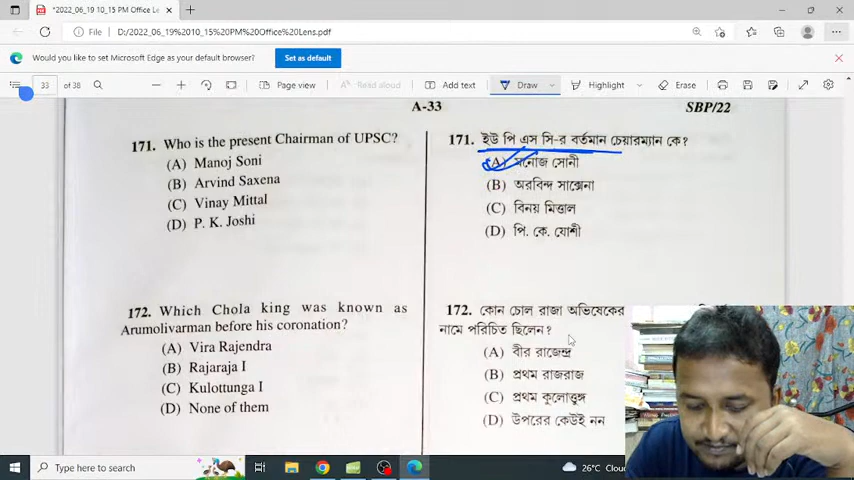 *2022_06_19 10_15 PM Office Le
File
D:/2022_06_19%2010_15%20PM%20Office%20Lens.pdf
Would you like to set Microsoft Edge as your default browser?
Set as default
33
of 38
Page view
Read aloud
Add text
Draw
Highlight
Erase
A-33
SBP/22
171. Who is the present Chairman of UPSC?
(A) Manoj Soni
(B) Arvind Saxena
(C) Vinay Mittal
(D) P. K. Joshi
172. Which Chola king was known as
Arumolivarman before his coronation?
(A) Vira Rajendra
(B) Rajaraja I
(C) Kulottunga I
(D) None of them
171. ইউ পি এস সি-র বর্তমান চেয়ারম্যান কে?
(A) মনোজ সোনী
(B) অরবিন্দ সাক্সেনা
(C) বিনয় মিত্তাল
(D) পি. কে. যোশী
172. কোন চোল রাজা অভিষেকের
নামে পরিচিত ছিলেন?
(A) বীর রাজেন্দ্র
(B) প্রথম রাজরাজ
(C) প্রথম কুলোত্তুঙ্গ
(D) উপরের কেউই নন
Type here to search
26°C Clou